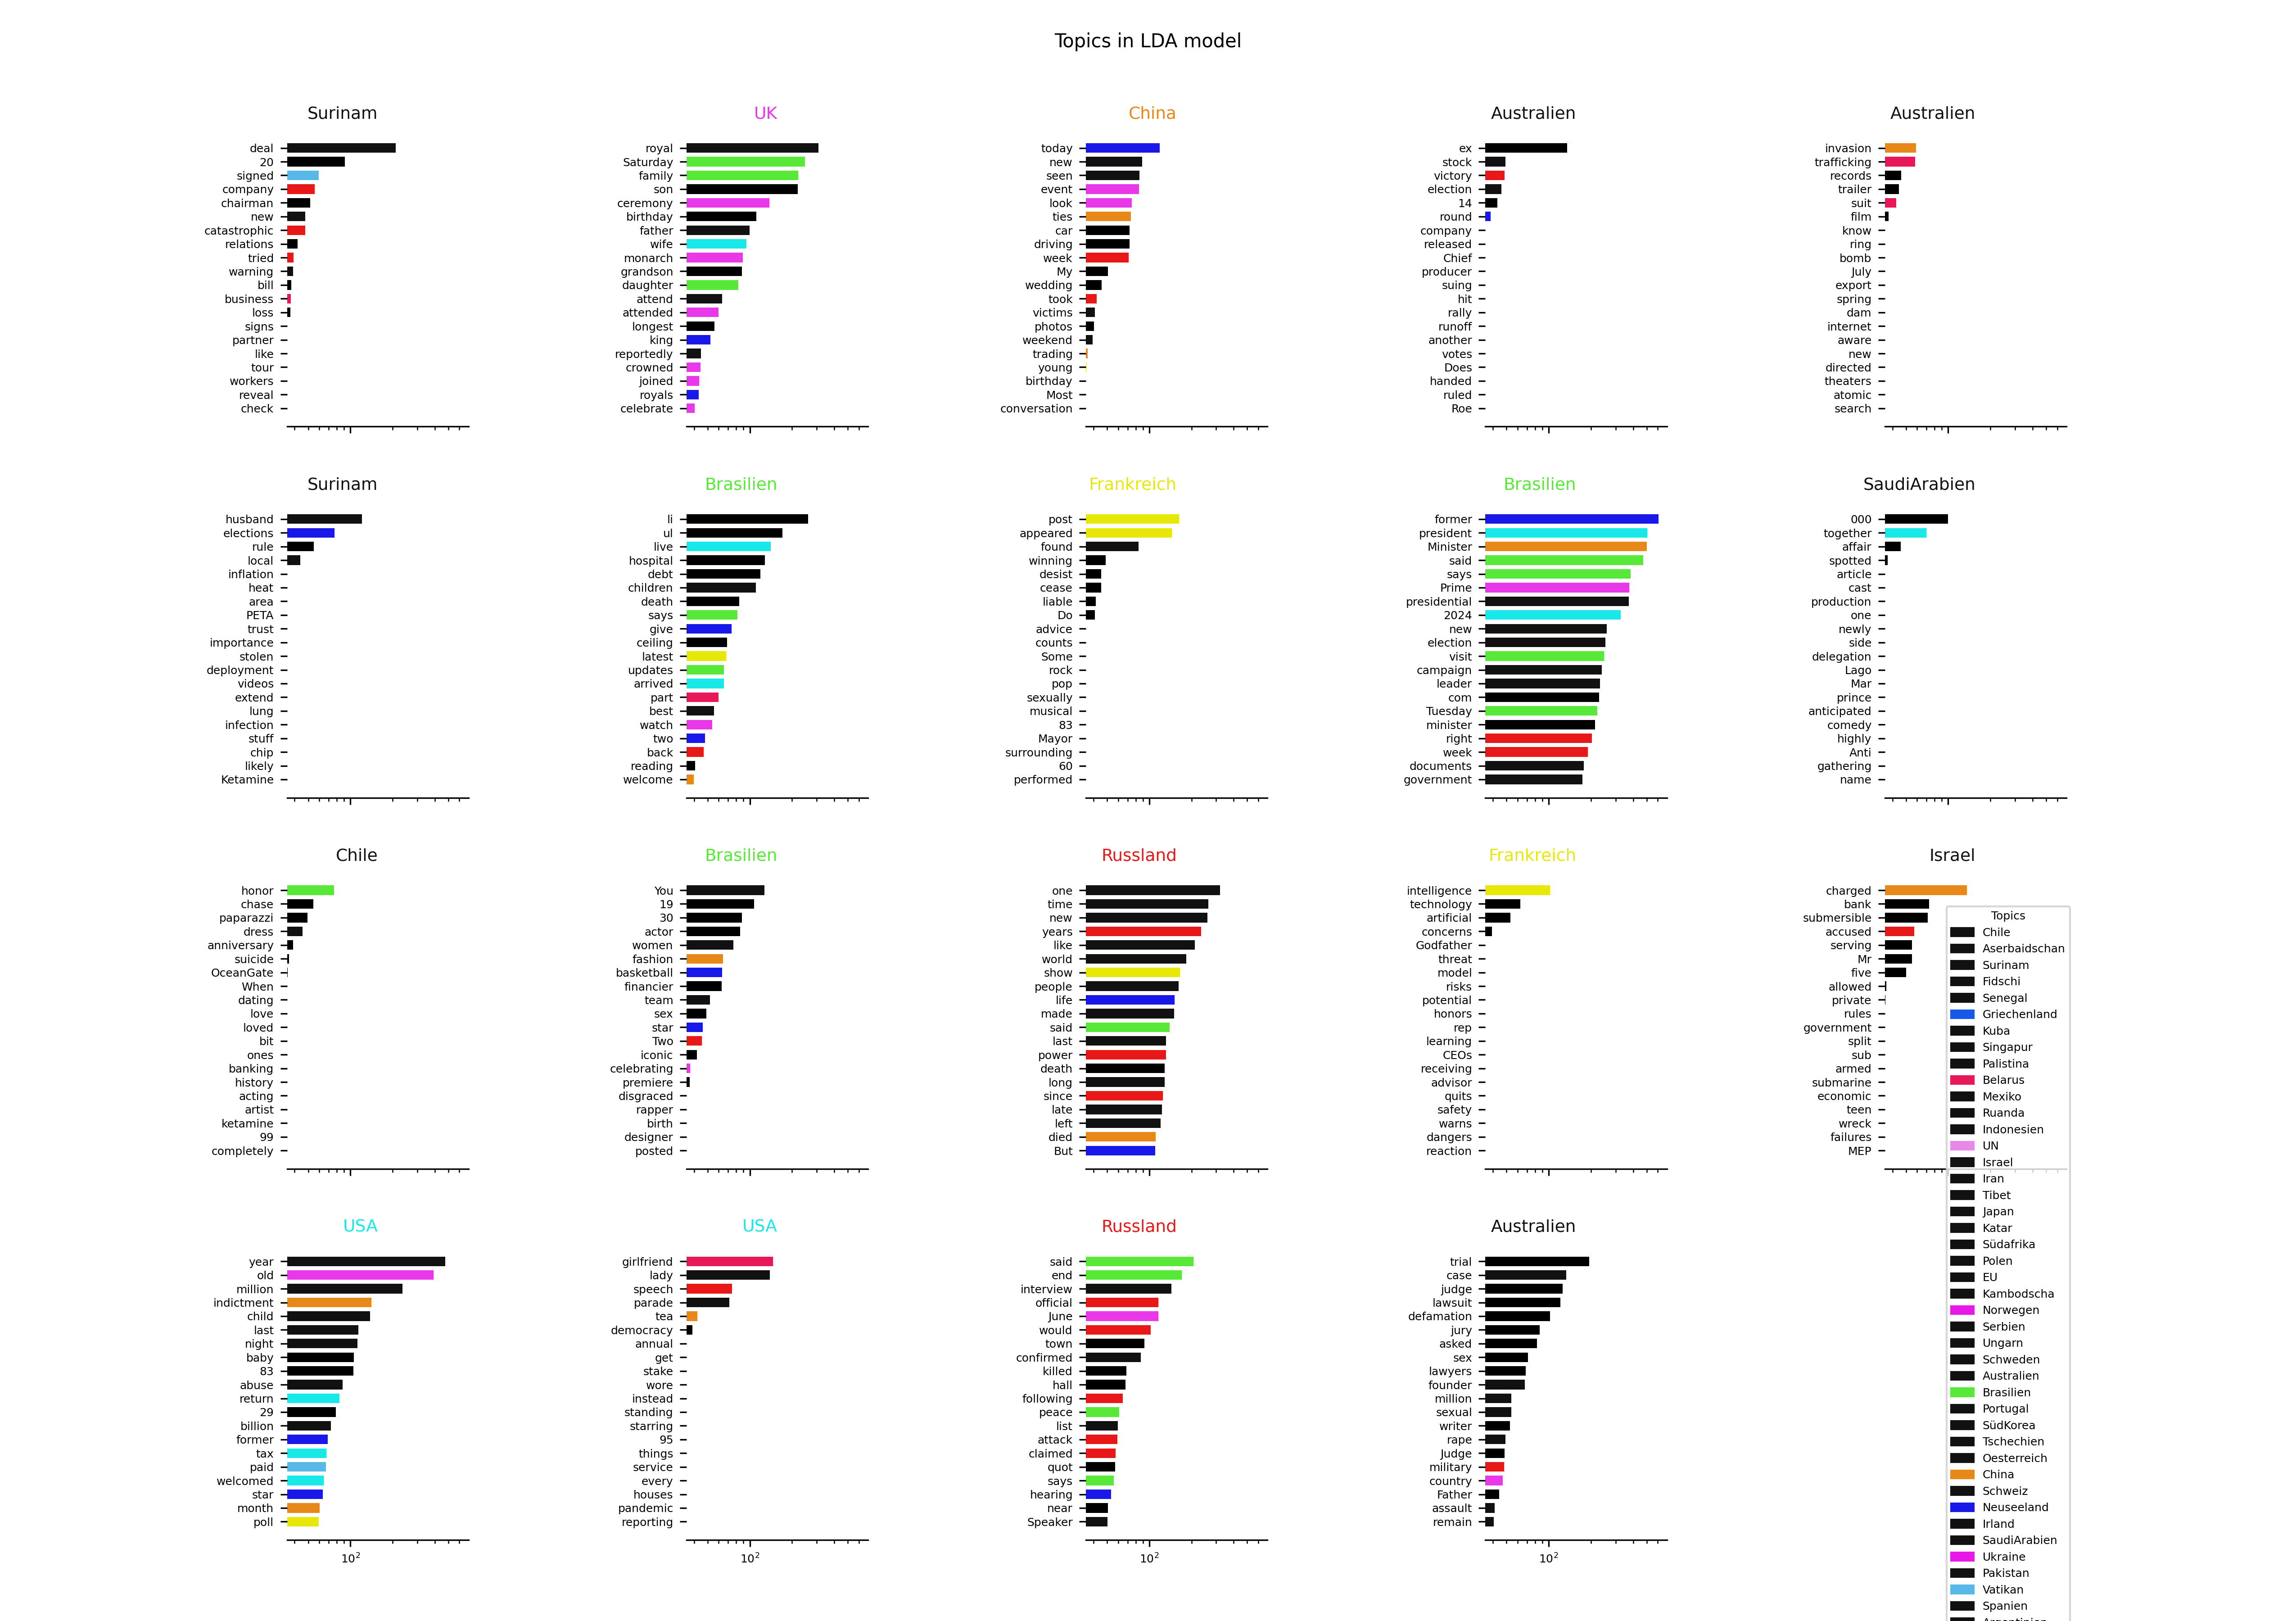 Topics in LDA model
Surinam
deal
20
signed
company
chairman
new
catastrophic
relations
tried
warning
bill
business
loss
signs
partner
like
tour
workers
reveal
check
UK
royal
Saturday
family
son
ceremony
birthday
father
wife
monarch
grandson
daughter
attend
attended
longest
king
reportedly
crowned
joined
royals
celebrate
China
today
new
seen
event
look
ties
car
driving
week
My
wedding
took
victims
photos
weekend
trading
young
birthday
Most
conversation
Australien
ex
stock
victory
election
14
round
company
released
Chief
producer
suing
hit
rally
runoff
another
votes
Does
handed
ruled
Roe
Australien
invasion
trafficking
records
trailer
suit
film
know
ring
bomb
July
export
spring
dam
internet
aware
new
directed
theaters
atomic
search
Surinam
husband
elections
rule
local
inflation
heat
area
PETA
trust
importance
stolen
deployment
videos
extend
lung
infection
stuff
chip
likely
Ketamine
Brasilien
li
ul
live
hospital
debt
children
death
says
give
ceiling
latest
updates
arrived
part
best
watch
two
back
reading
welcome
Frankreich
post
appeared
found
winning
desist
cease
liable
Do
advice
counts
Some
rock
pop
sexually
musical
83
Mayor
surrounding
60
performed
Brasilien
former
president
Minister
said
says
Prime
presidential
2024
new
election
visit
campaign
leader
com
Tuesday
minister
right
week
documents
government
SaudiArabien
000
together
affair
spotted
article
cast
production
one
newly
side
delegation
Lago
Mar
prince
anticipated
comedy
highly
Anti
gathering
name
Chile
honor
chase
paparazzi
dress
anniversary
suicide
OceanGate
When
dating
love
loved
bit
ones
banking
history
acting
artist
ketamine
99
completely
Brasilien
You
19
30
actor
women
fashion
basketball
financier
team
sex
star
Two
iconic
celebrating
premiere
disgraced
rapper
birth
designer
posted
Russland
one
time
new
years
like
world
show
people
life
made
said
last
power
death
long
since
late
left
died
But
Frankreich
intelligence
technology
artificial
concerns
Godfather
threat
model
risks
potential
honors
rep
learning
CEOs
receiving
advisor
quits
safety
warns
dangers
reaction
Israel
charged
bank
submersible
accused
serving
Mr
five
allowed
private
rules
government
split
sub
armed
submarine
economic
teen
wreck
failures
MEP
USA
year
old
million
indictment
child
last
night
baby
83
abuse
return
29
billion
former
tax
paid
welcomed
star
month
poll
10²
USA
girlfriend
lady
speech
parade
tea
democracy
annual
get
stake
wore
instead
standing
starring
95
things
service
every
houses
pandemic
reporting
10²
Russland
said
end
interview
official
June
would
town
confirmed
killed
hall
following
peace
list
attack
claimed
quot
says
hearing
near
Speaker
10²
Australien
trial
case
judge
lawsuit
defamation
jury
asked
sex
lawyers
founder
million
sexual
writer
rape
Judge
military
country
Father
assault
remain
10²
Topics
Chile
Aserbaidschan
Surinam
Fidschi
Senegal
Griechenland
Kuba
Singapur
Palistina
Belarus
Mexiko
Ruanda
Indonesien
UN
Israel
Iran
Tibet
Japan
Katar
Südafrika
Polen
EU
Kambodscha
Norwegen
Serbien
Ungarn
Schweden
Australien
Brasilien
Portugal
SüdKorea
Tschechien
Oesterreich
China
Schweiz
Neuseeland
Irland
SaudiArabien
Ukraine
Pakistan
Vatikan
Spanien